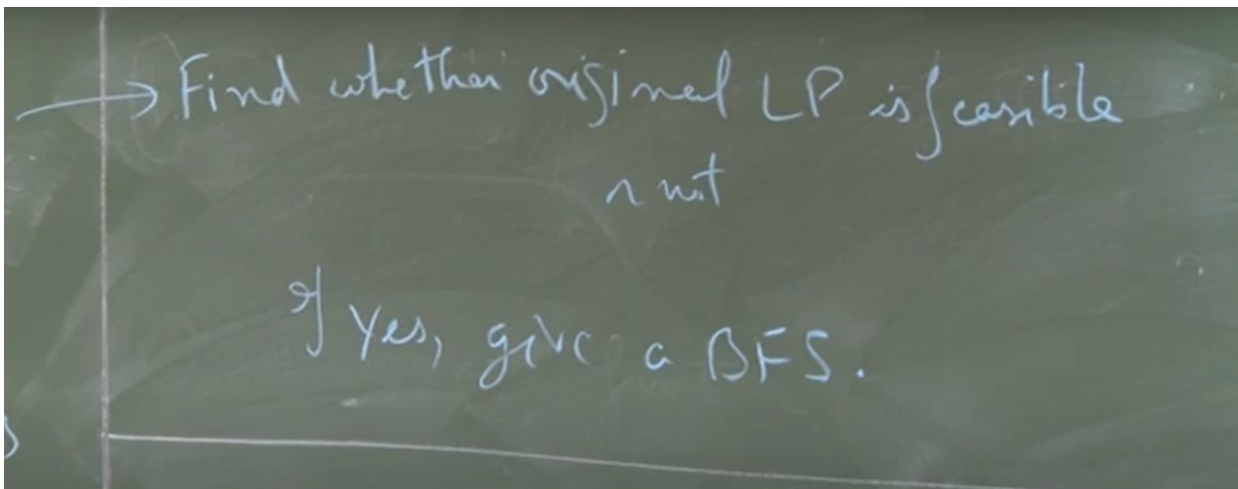 → Find whether original LP is feasible
or not
If Yes, give a BFS.